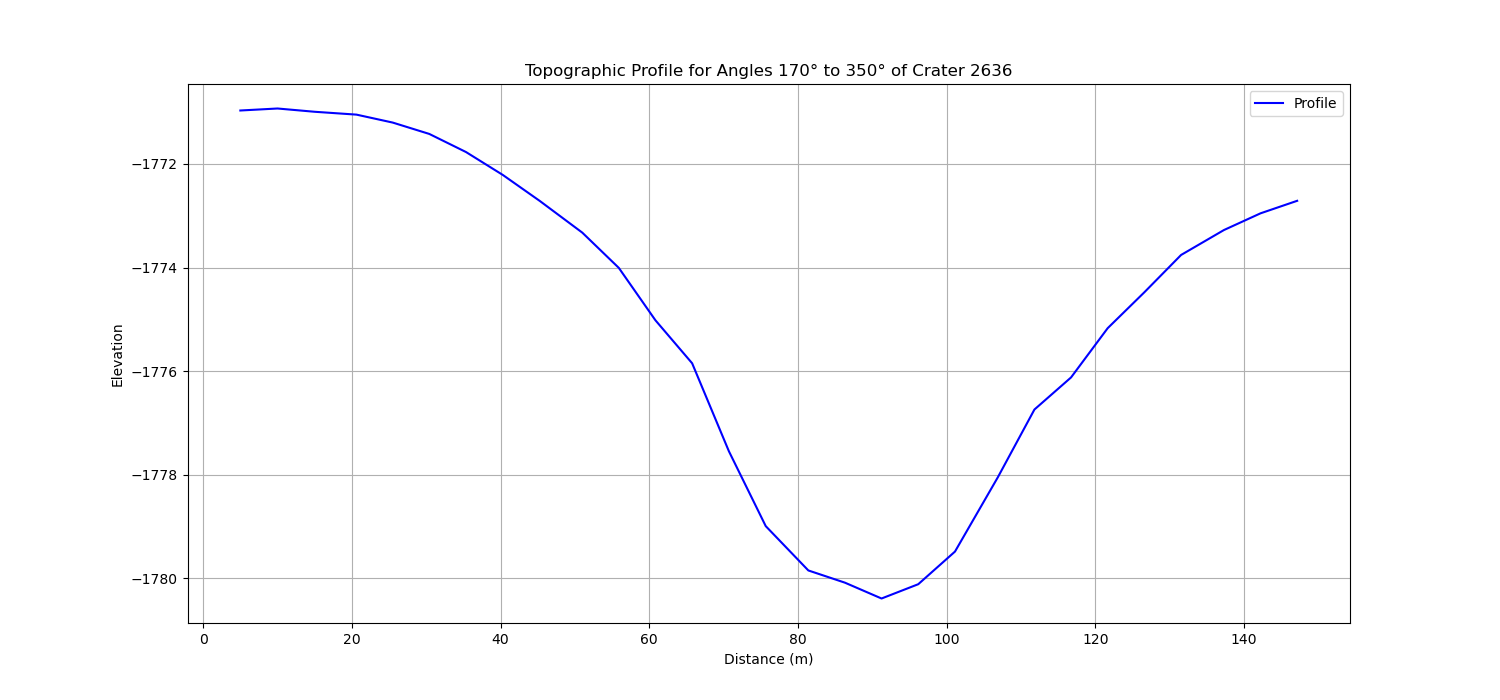 Topographic Profile for Angles 170° to 350° of Crater 2636
Profile
Elevation
−1772
−1774
−1776
−1778
−1780
0 20 40 60 80 100 120 140
Distance (m)